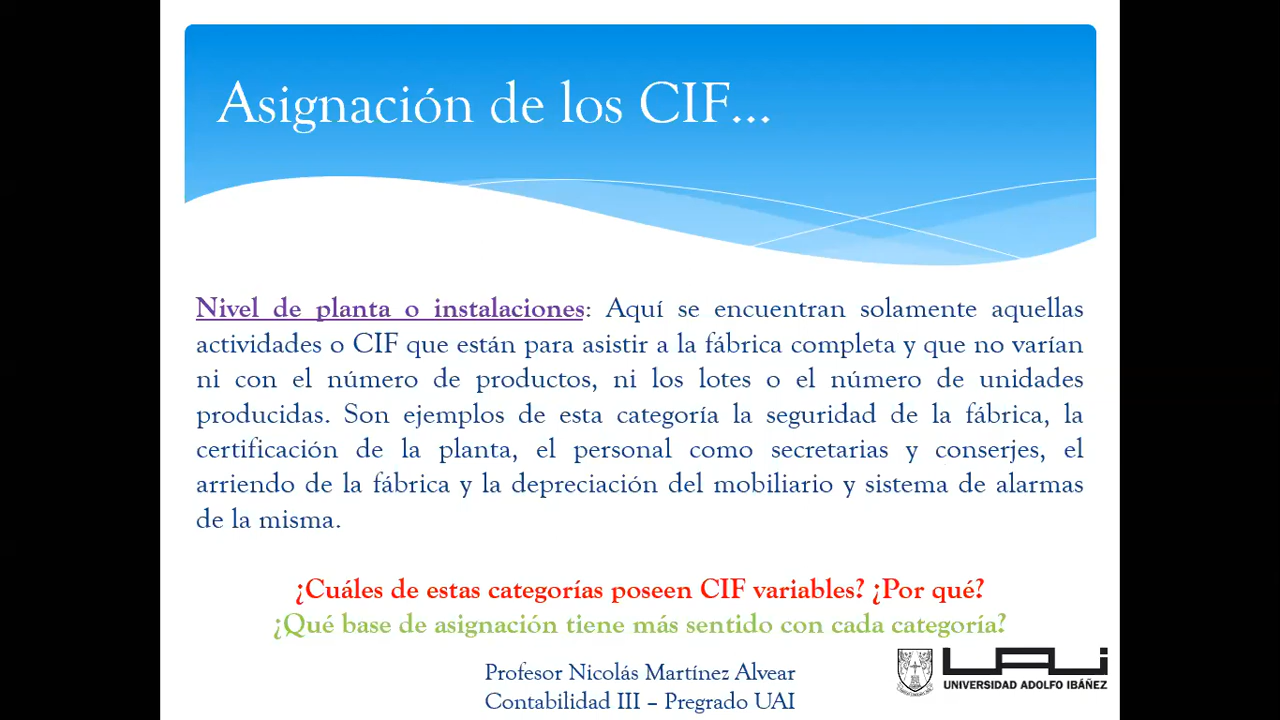 Asignación de los CIF...
Nivel de planta o instalaciones: Aquí se encuentran solamente aquellas
actividades o CIF que están para asistir a la fábrica completa y que no varían
ni con el número de productos, ni los lotes o el número de unidades
producidas. Son ejemplos de esta categoría la seguridad de la fábrica, la
certificación de la planta, el personal como secretarias y conserjes, el
arriendo de la fábrica y la depreciación del mobiliario y sistema de alarmas
de la misma.
¿Cuáles de estas categorías poseen CIF variables? ¿Por qué?
¿Qué base de asignación tiene más sentido con cada categoría?
Profesor Nicolás Martínez Alvear
Contabilidad III – Pregrado UAI
UAI
UNIVERSIDAD ADOLFO IBÁÑEZ